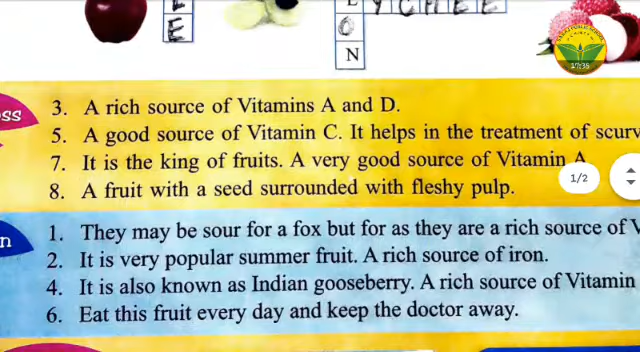 L
E
E
L
O
N
YCHEE
17:35
ss
3. A rich source of Vitamins A and D.
5. A good source of Vitamin C. It helps in the treatment of scurv
7. It is the king of fruits. A very good source of Vitamin A
8. A fruit with a seed surrounded with fleshy pulp.
1/2
n
1. They may be sour for a fox but for as they are a rich source of V
2. It is very popular summer fruit. A rich source of iron.
4. It is also known as Indian gooseberry. A rich source of Vitamin
6. Eat this fruit every day and keep the doctor away.